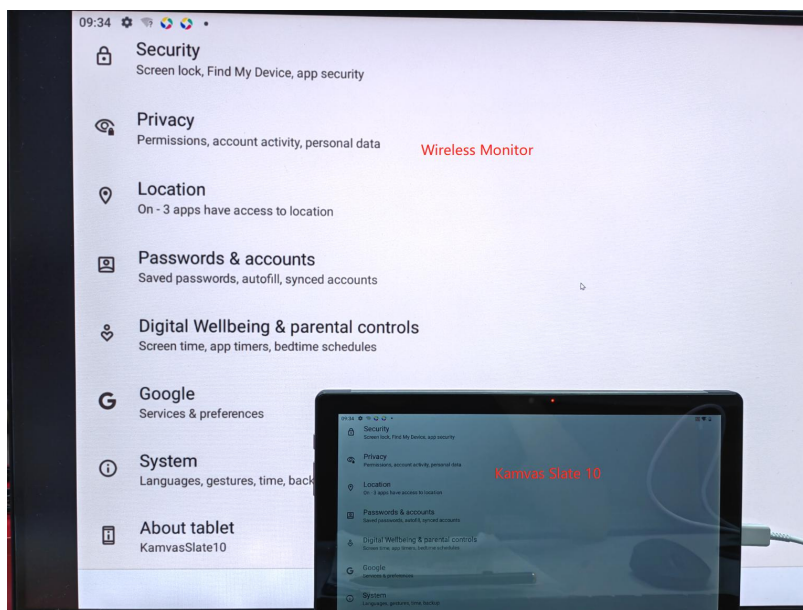 09:34
Security
Screen lock, Find My Device, app security
Privacy
Permissions, account activity, personal data
Wireless Monitor
Location
On - 3 apps have access to location
Passwords & accounts
Saved passwords, autofill, synced accounts
Digital Wellbeing & parental controls
Screen time, app timers, bedtime schedules
Google
Services & preferences
System
Languages, gestures, time, back
About tablet
KamvasSlate10
09:34
Security
Screen lock, Find My Device, app security
Privacy
Permissions, account activity, personal data
Kamvas Slate 10
Location
On - 3 apps have access to location
Passwords & accounts
Saved passwords, autofill, synced accounts
Digital Wellbeing & parental controls
Screen time, app timers, bedtime schedules
Google
Services & preferences
System
Languages, gestures, time, backup